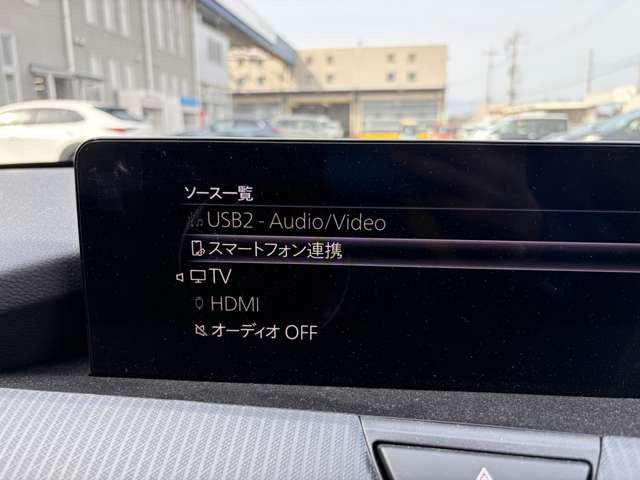 ソース一覧
USB2 - Audio/Video
スマートフォン連携
TV
HDMI
オーディオ OFF